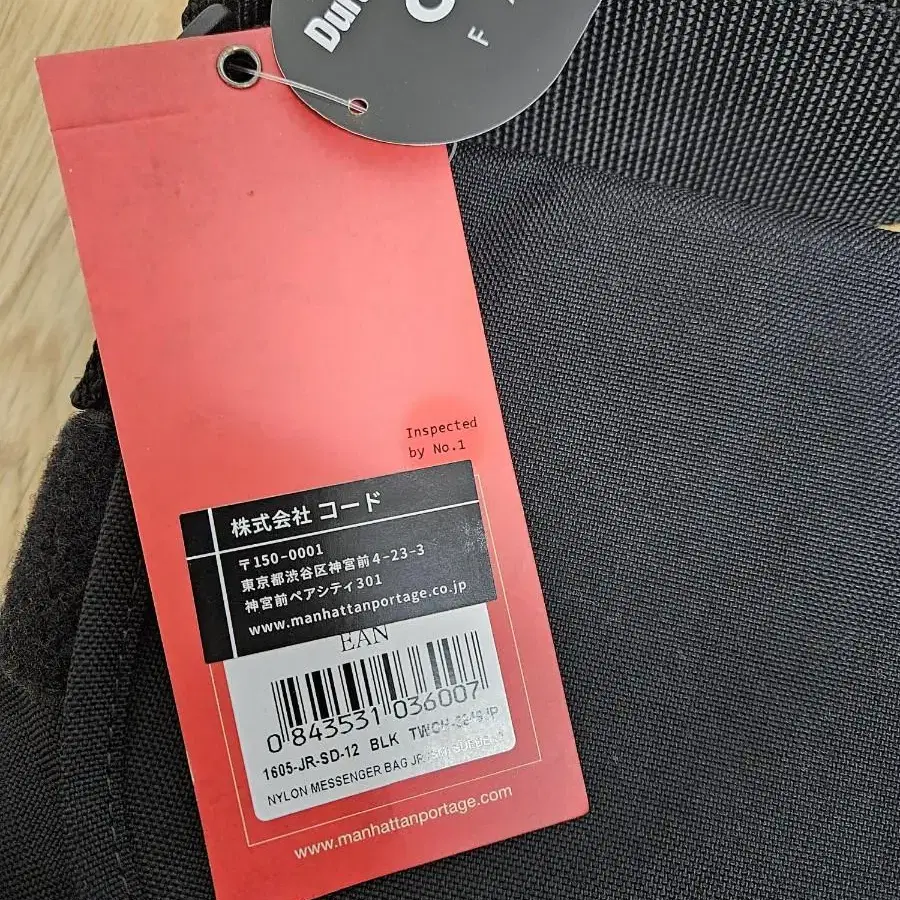 Inspected
by No.1
株式会社 コード
〒150-0001
東京都渋谷区神宮前4-23-3
神宮前ペアシティ301
www.manhattanportage.co.jp
EAN
0 843531 036007
1605-JR-SD-12 BLK
NYLON MESSENGER BAG JR
www.manhattanportage.com